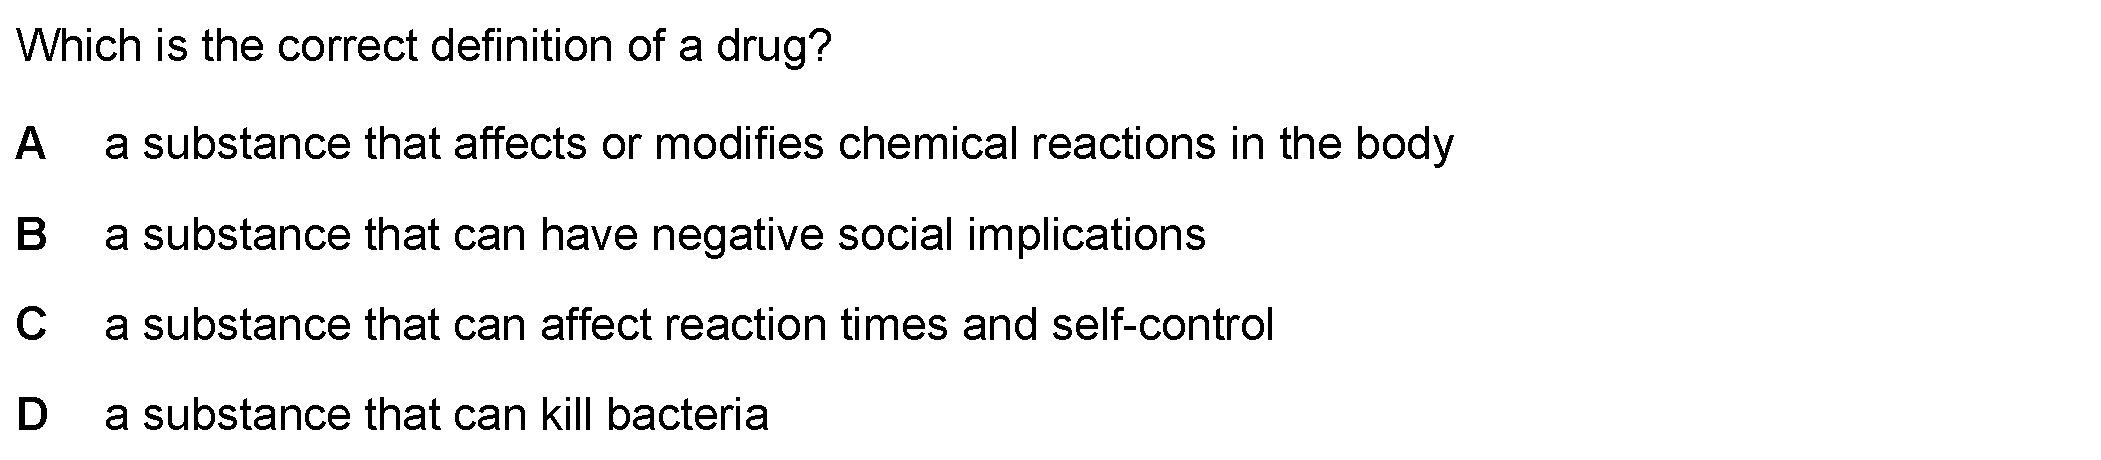 Which is the correct definition of a drug?
A a substance that affects or modifies chemical reactions in the body
B a substance that can have negative social implications
C a substance that can affect reaction times and self-control
D a substance that can kill bacteria